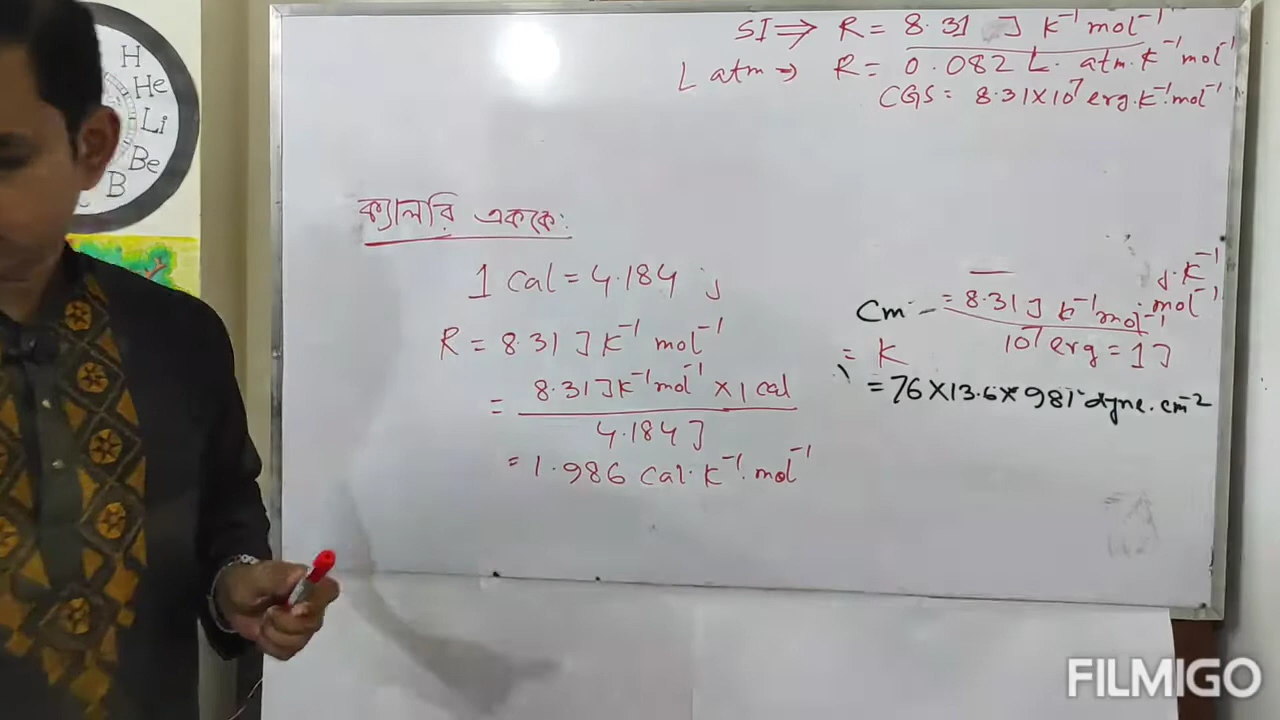 H
He
Li
Be
B
SI ⇒ R = 8.31 J K⁻¹ mol⁻¹
L atm → R = 0.082 L. atm. K⁻¹ mol⁻¹
CGS = 8.31×10⁷ erg. K⁻¹. mol⁻¹
ক্যালরি এককে:
1 Cal = 4.184 j
R = 8.31 J K⁻¹ mol⁻¹
= 8.31 J K⁻¹ mol⁻¹ × 1 cal
4.184 J
= 1.986 Cal. K⁻¹. mol⁻¹
J. K⁻¹
mol⁻¹
Cm = 8.31 J K⁻¹ mol⁻¹
= K 10⁷ erg = 1 J
= 76×13.6×981 dyne. cm⁻²
FILMIGO